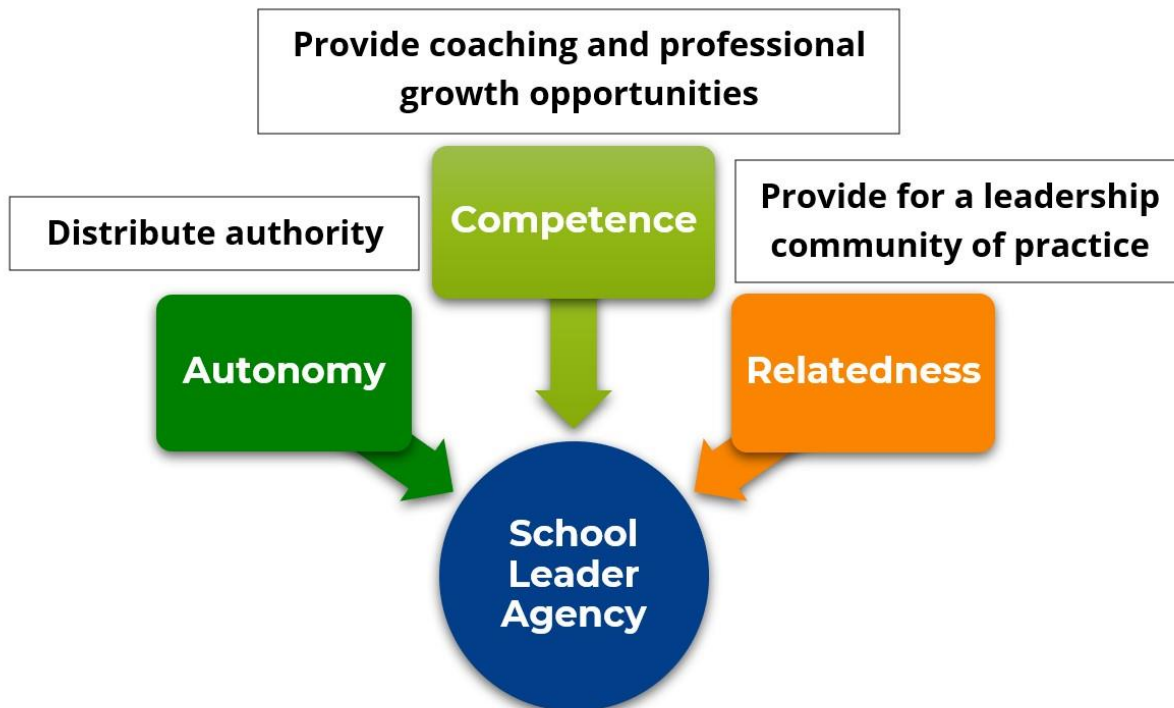 Provide coaching and professional
growth opportunities
Competence
Provide for a leadership
community of practice
Distribute authority
Autonomy
Relatedness
School
Leader
Agency